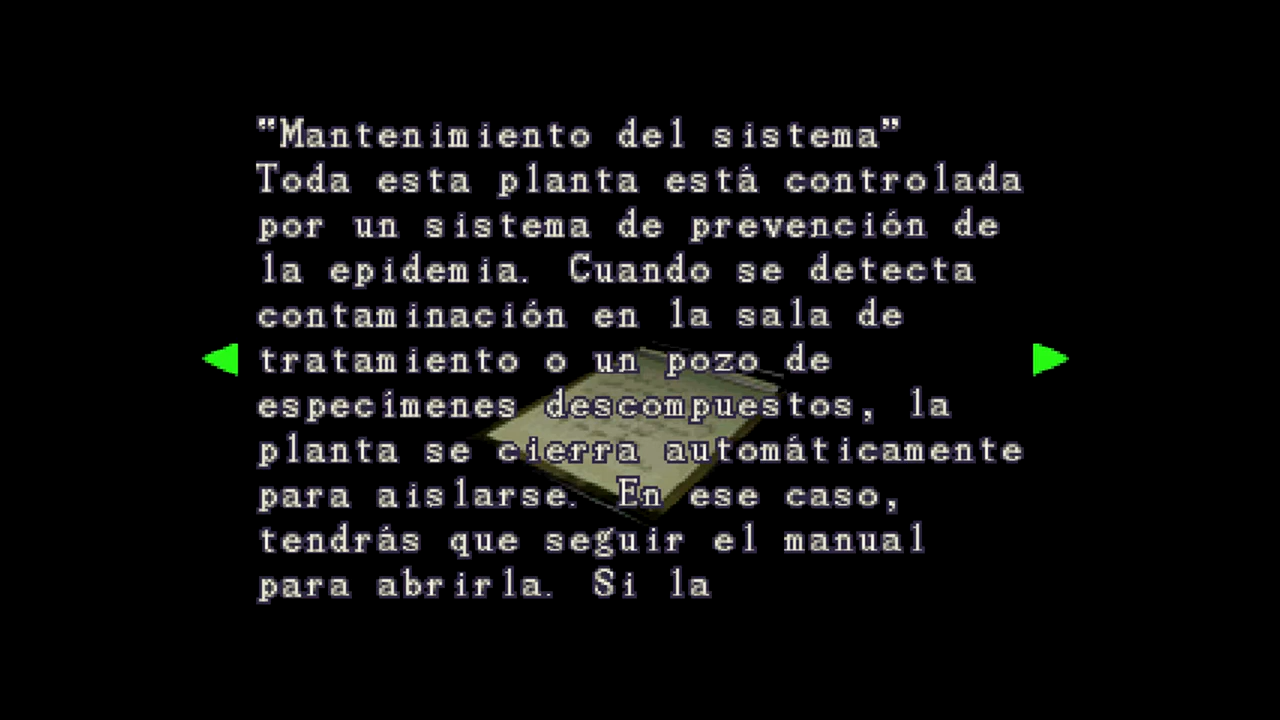 "Mantenimiento del sistema"
Toda esta planta está controlada
por un sistema de prevención de
la epidemia. Cuando se detecta
contaminación en la sala de
tratamiento o un pozo de
especímenes descompuestos, la
planta se cierra automáticamente
para aislarse. En ese caso,
tendrás que seguir el manual
para abrirla. Si la